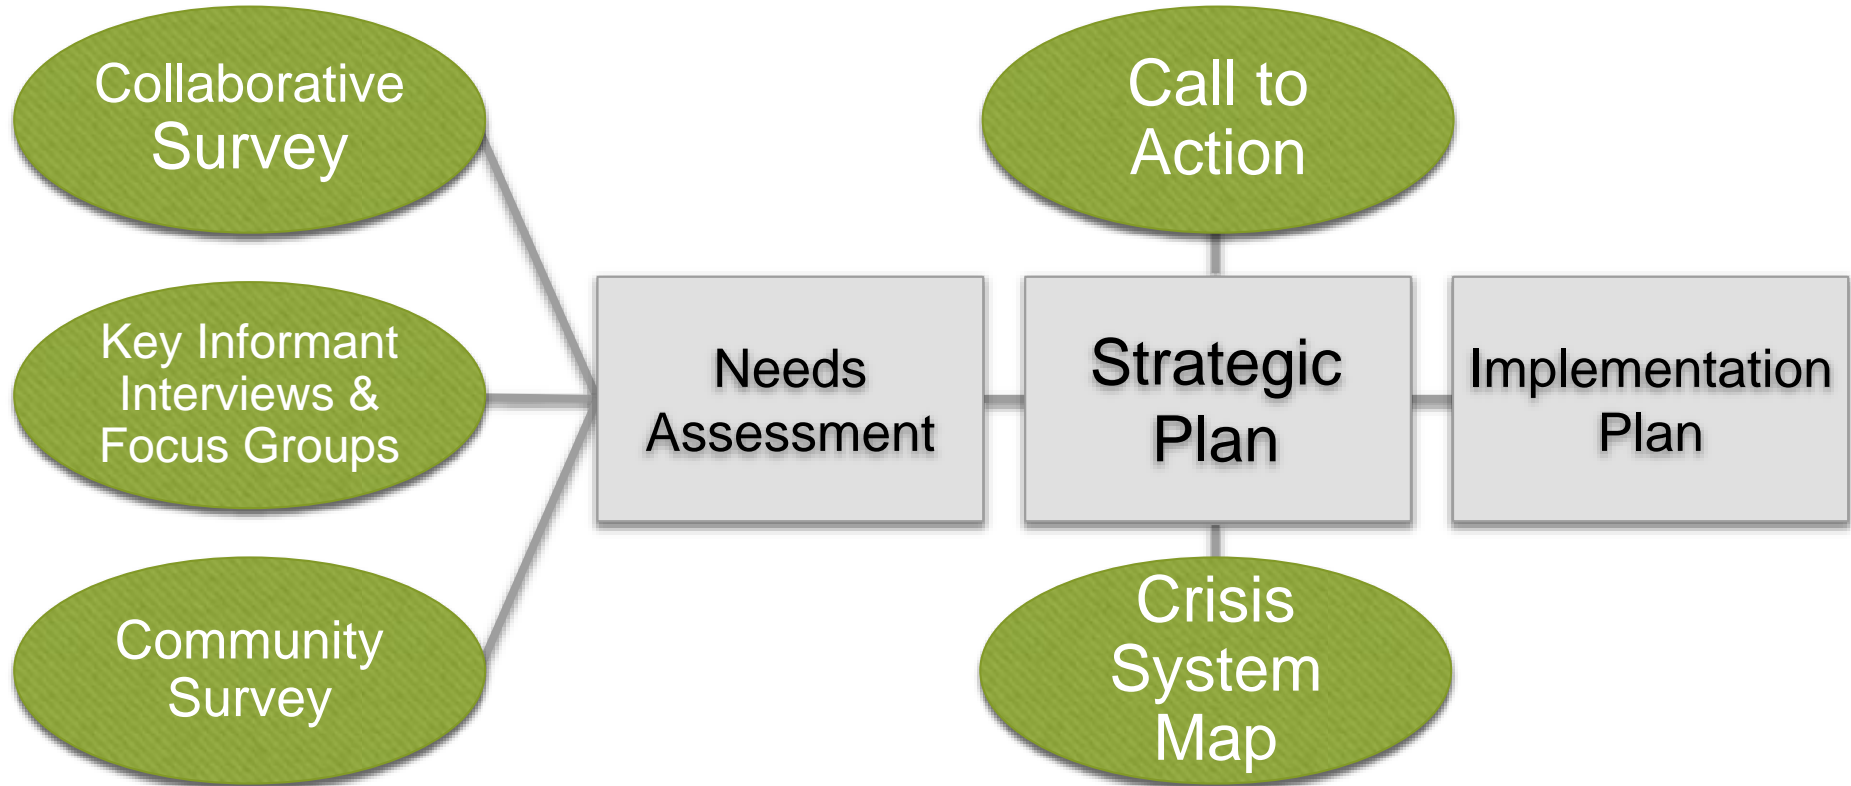 Collaborative
Survey
Key Informant
Interviews &
Focus Groups
Community
Survey
Needs
Assessment
Call to
Action
Strategic
Plan
Crisis
System
Map
Implementation
Plan